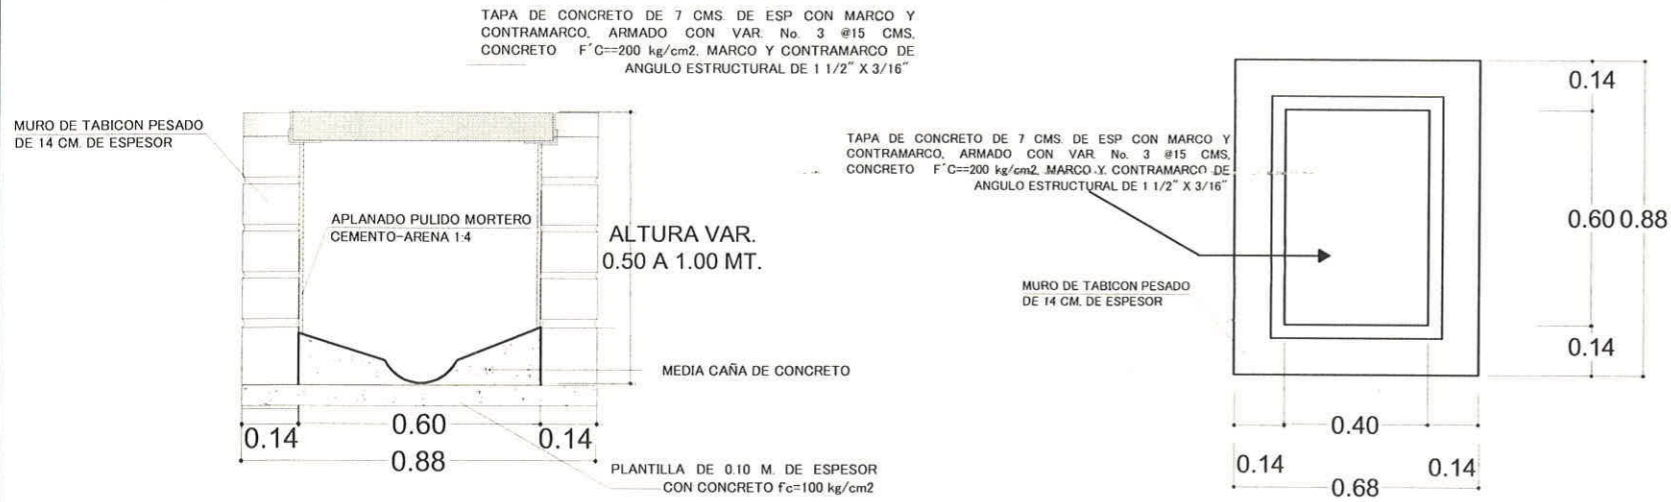 TAPA DE CONCRETO DE 7 CMS. DE ESP CON MARCO Y
CONTRAMARCO, ARMADO CON VAR. No. 3 @15 CMS,
CONCRETO F´C==200 kg/cm2, MARCO Y CONTRAMARCO DE
ANGULO ESTRUCTURAL DE 1 1/2" X 3/16"
MURO DE TABICON PESADO
DE 14 CM. DE ESPESOR
APLANADO PULIDO MORTERO
CEMENTO-ARENA 1:4
ALTURA VAR.
0.50 A 1.00 MT.
MEDIA CAÑA DE CONCRETO
0.14
0.60
0.14
0.88
PLANTILLA DE 0.10 M. DE ESPESOR
CON CONCRETO f'c=100 kg/cm2
TAPA DE CONCRETO DE 7 CMS. DE ESP CON MARCO Y
CONTRAMARCO, ARMADO CON VAR. No. 3 @15 CMS,
CONCRETO F´C==200 kg/cm2, MARCO Y CONTRAMARCO DE
ANGULO ESTRUCTURAL DE 1 1/2" X 3/16"
MURO DE TABICON PESADO
DE 14 CM. DE ESPESOR
0.14
0.60
0.88
0.14
0.40
0.14
0.14
0.68